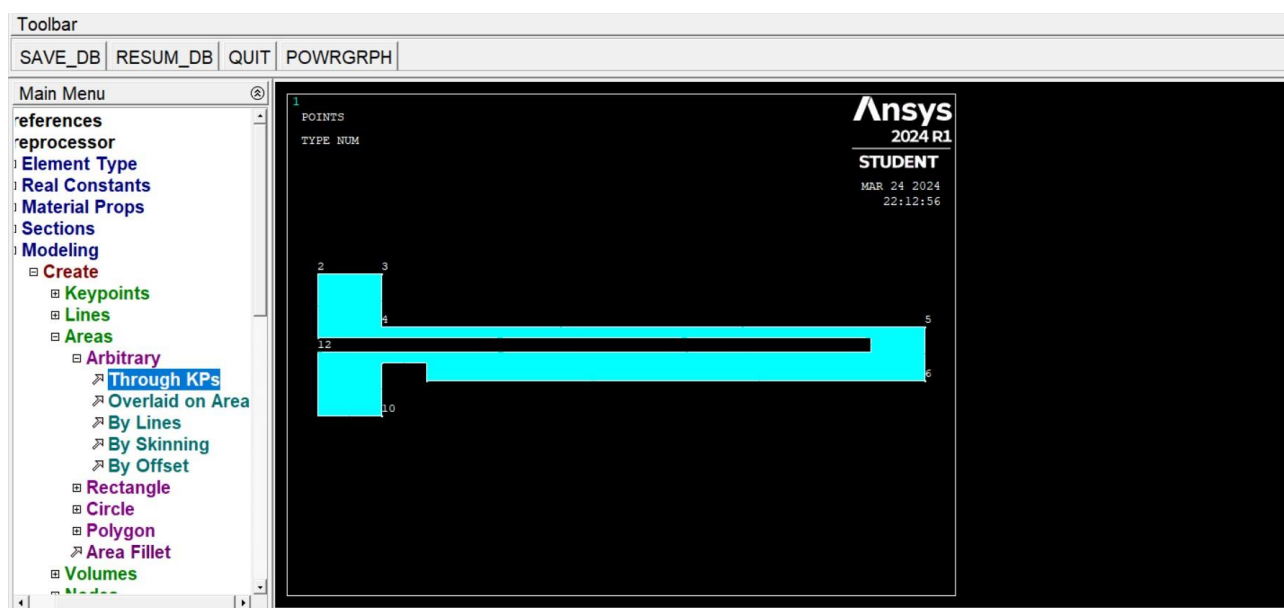 Toolbar
SAVE_DB RESUM_DB QUIT POWRGRPH
Main Menu
references
reprocessor
Element Type
Real Constants
Material Props
Sections
Modeling
Create
Keypoints
Lines
Areas
Arbitrary
Through KPs
Overlaid on Area
By Lines
By Skinning
By Offset
Rectangle
Circle
Polygon
Area Fillet
Volumes
1
POINTS
TYPE NUM
Ansys
2024 R1
STUDENT
MAR 24 2024
22:12:56
2 3
4 5
12
6
10